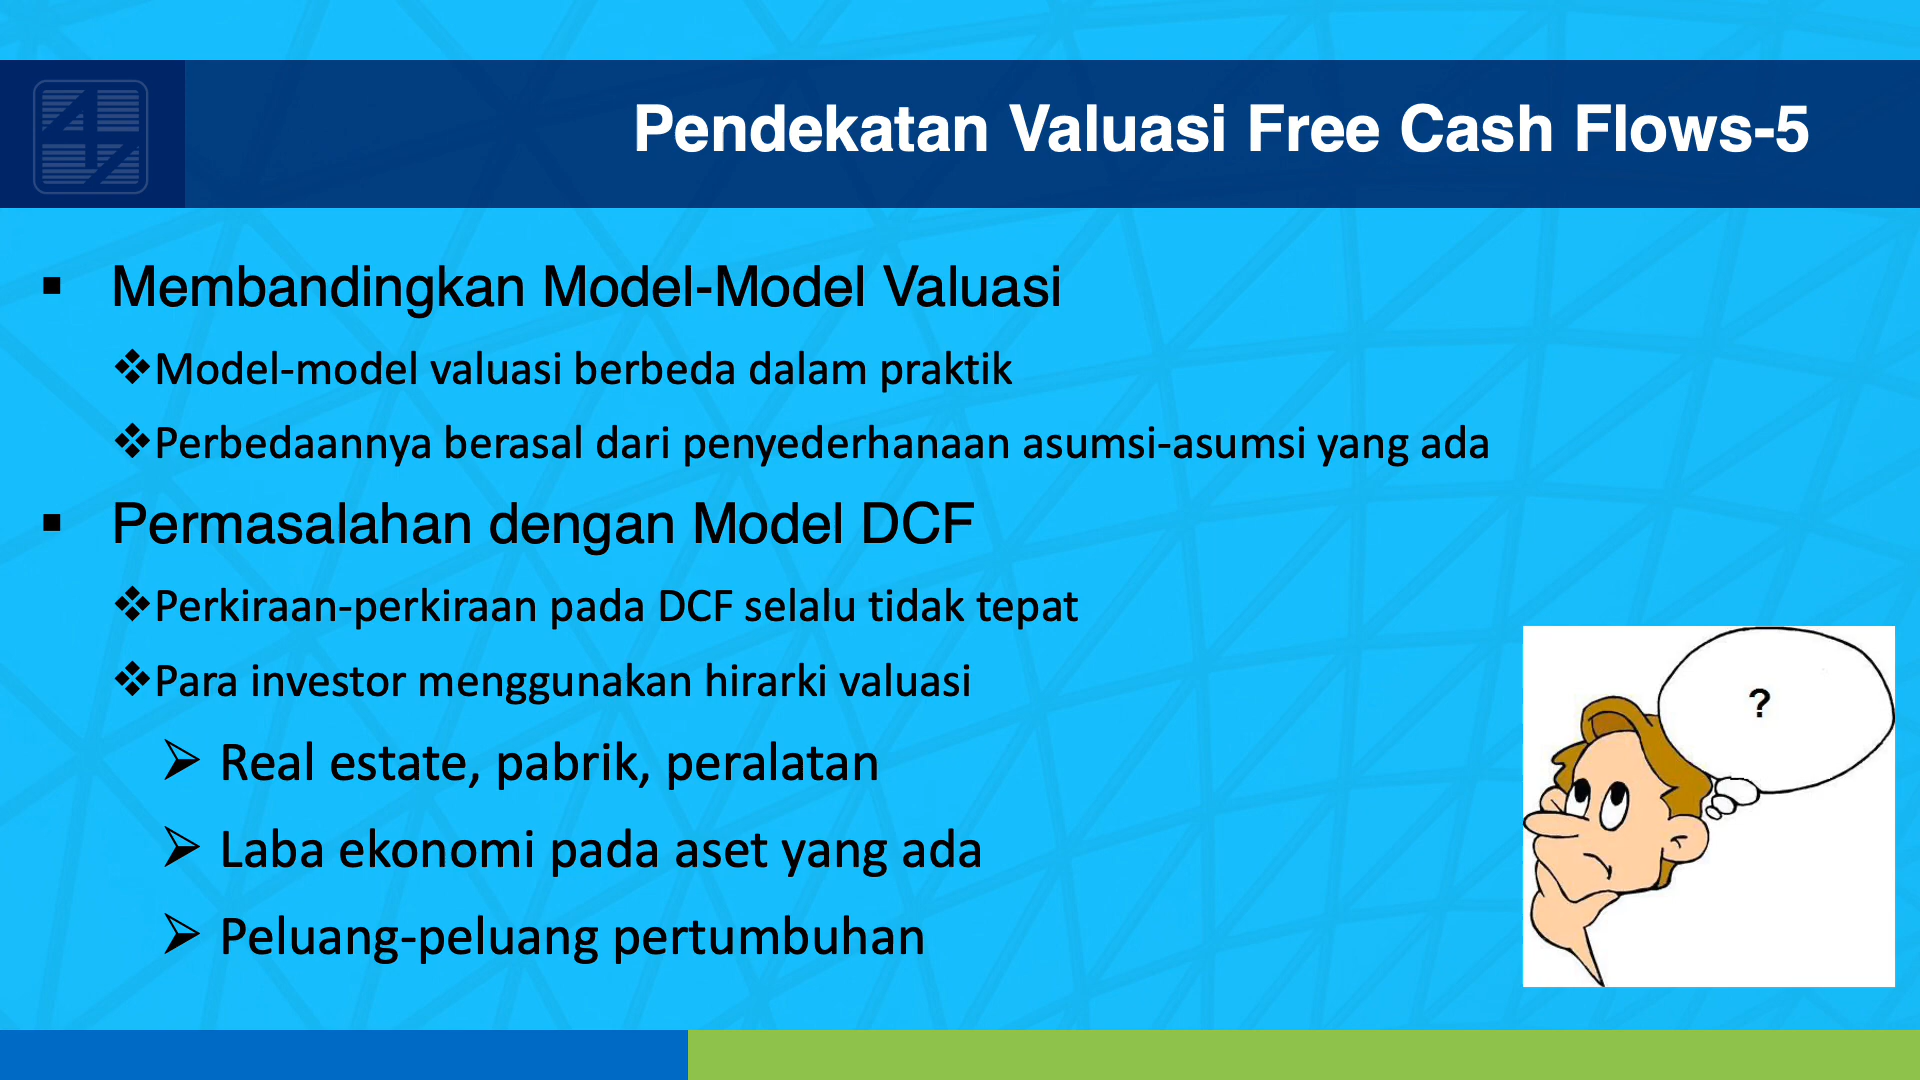 Pendekatan Valuasi Free Cash Flows-5
▪ Membandingkan Model-Model Valuasi
❖Model-model valuasi berbeda dalam praktik
❖Perbedaannya berasal dari penyederhanaan asumsi-asumsi yang ada
▪ Permasalahan dengan Model DCF
❖Perkiraan-perkiraan pada DCF selalu tidak tepat
❖Para investor menggunakan hirarki valuasi
➢ Real estate, pabrik, peralatan
➢ Laba ekonomi pada aset yang ada
➢ Peluang-peluang pertumbuhan
?